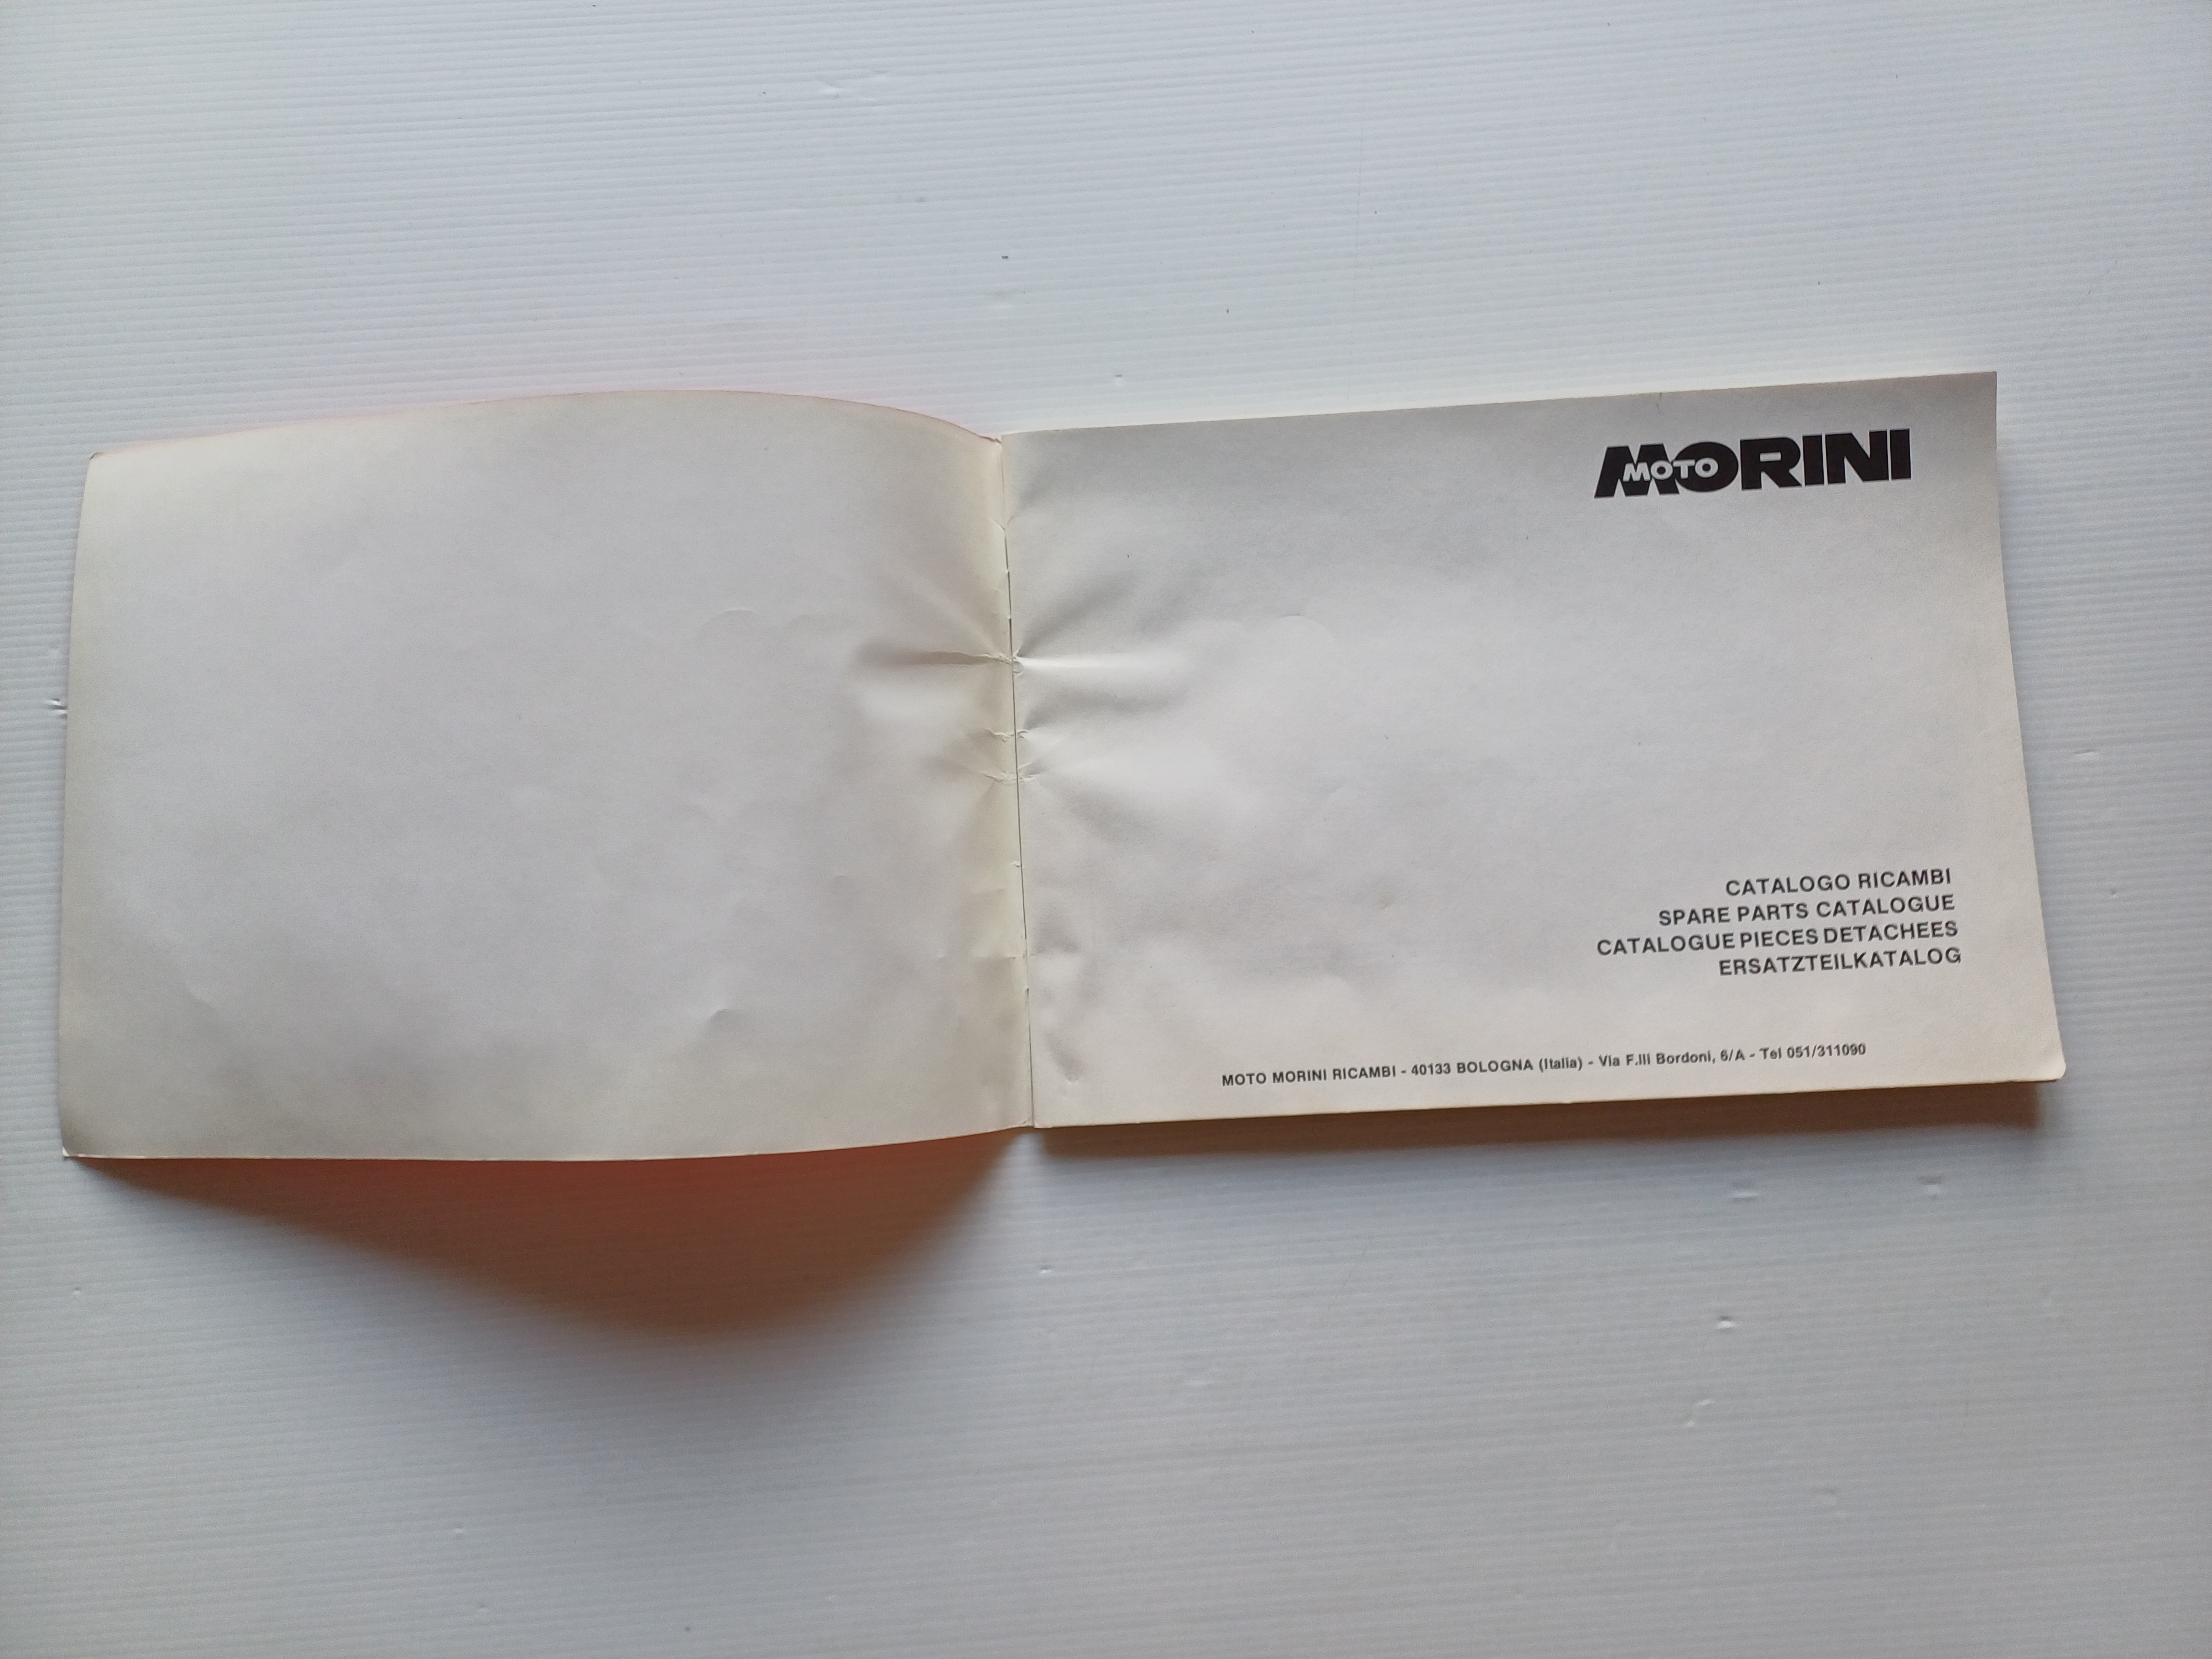 MOTO MORINI
CATALOGO RICAMBI
SPARE PARTS CATALOGUE
CATALOGUE PIECES DETACHEES
ERSATZTEILKATALOG
MOTO MORINI RICAMBI - 40133 BOLOGNA (Italia) - Via F.lli Bordoni, 6/A - Tel 051/311090